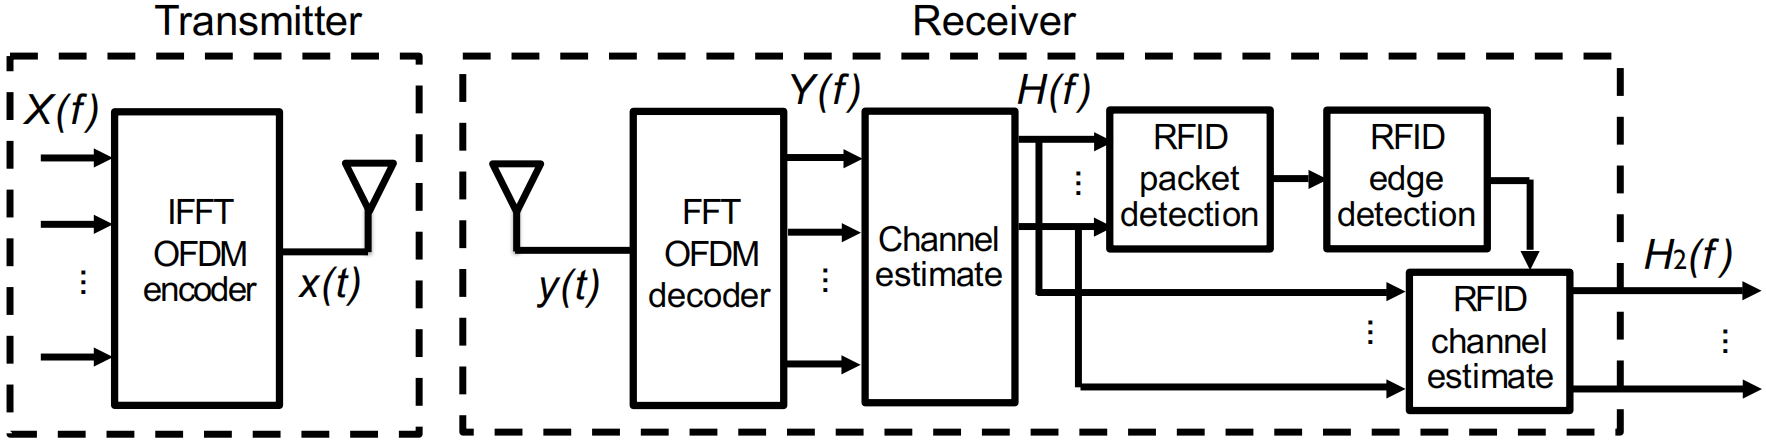 Transmitter
Receiver
X(f)
IFFT
OFDM
encoder
...
x(t)
y(t)
FFT
OFDM
decoder
Y(f)
...
Channel
estimate
H(f)
...
RFID
packet
detection
RFID
edge
detection
...
RFID
channel
estimate
H2(f)
...